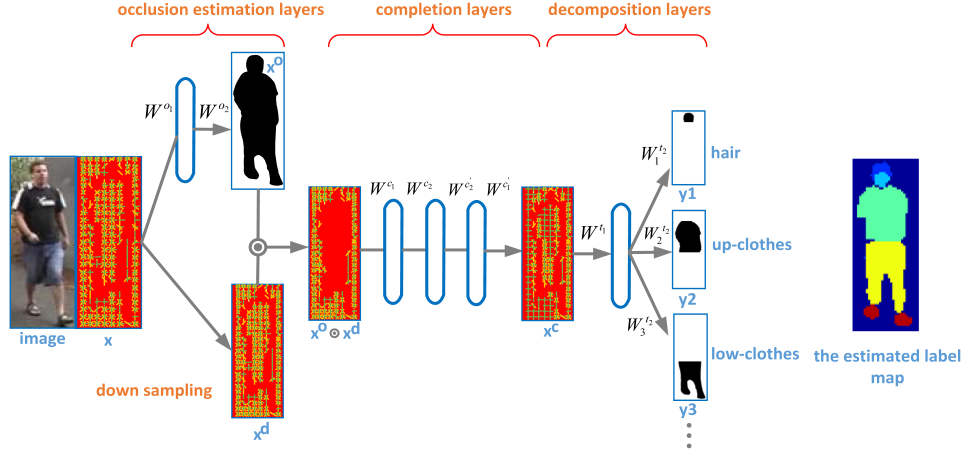 occlusion estimation layers
completion layers
decomposition layers
x^o
W^{o_1}
W^{o_2}
image
x
down sampling
x^d
x^o ⊙ x^d
W^{c_1}
W^{c_2}
W^{c_2'}
W^{c_1'}
x^c
W^{t_1}
W_1^{t_2}
hair
y1
W_2^{t_2}
up-clothes
y2
W_3^{t_2}
low-clothes
y3
the estimated label
map